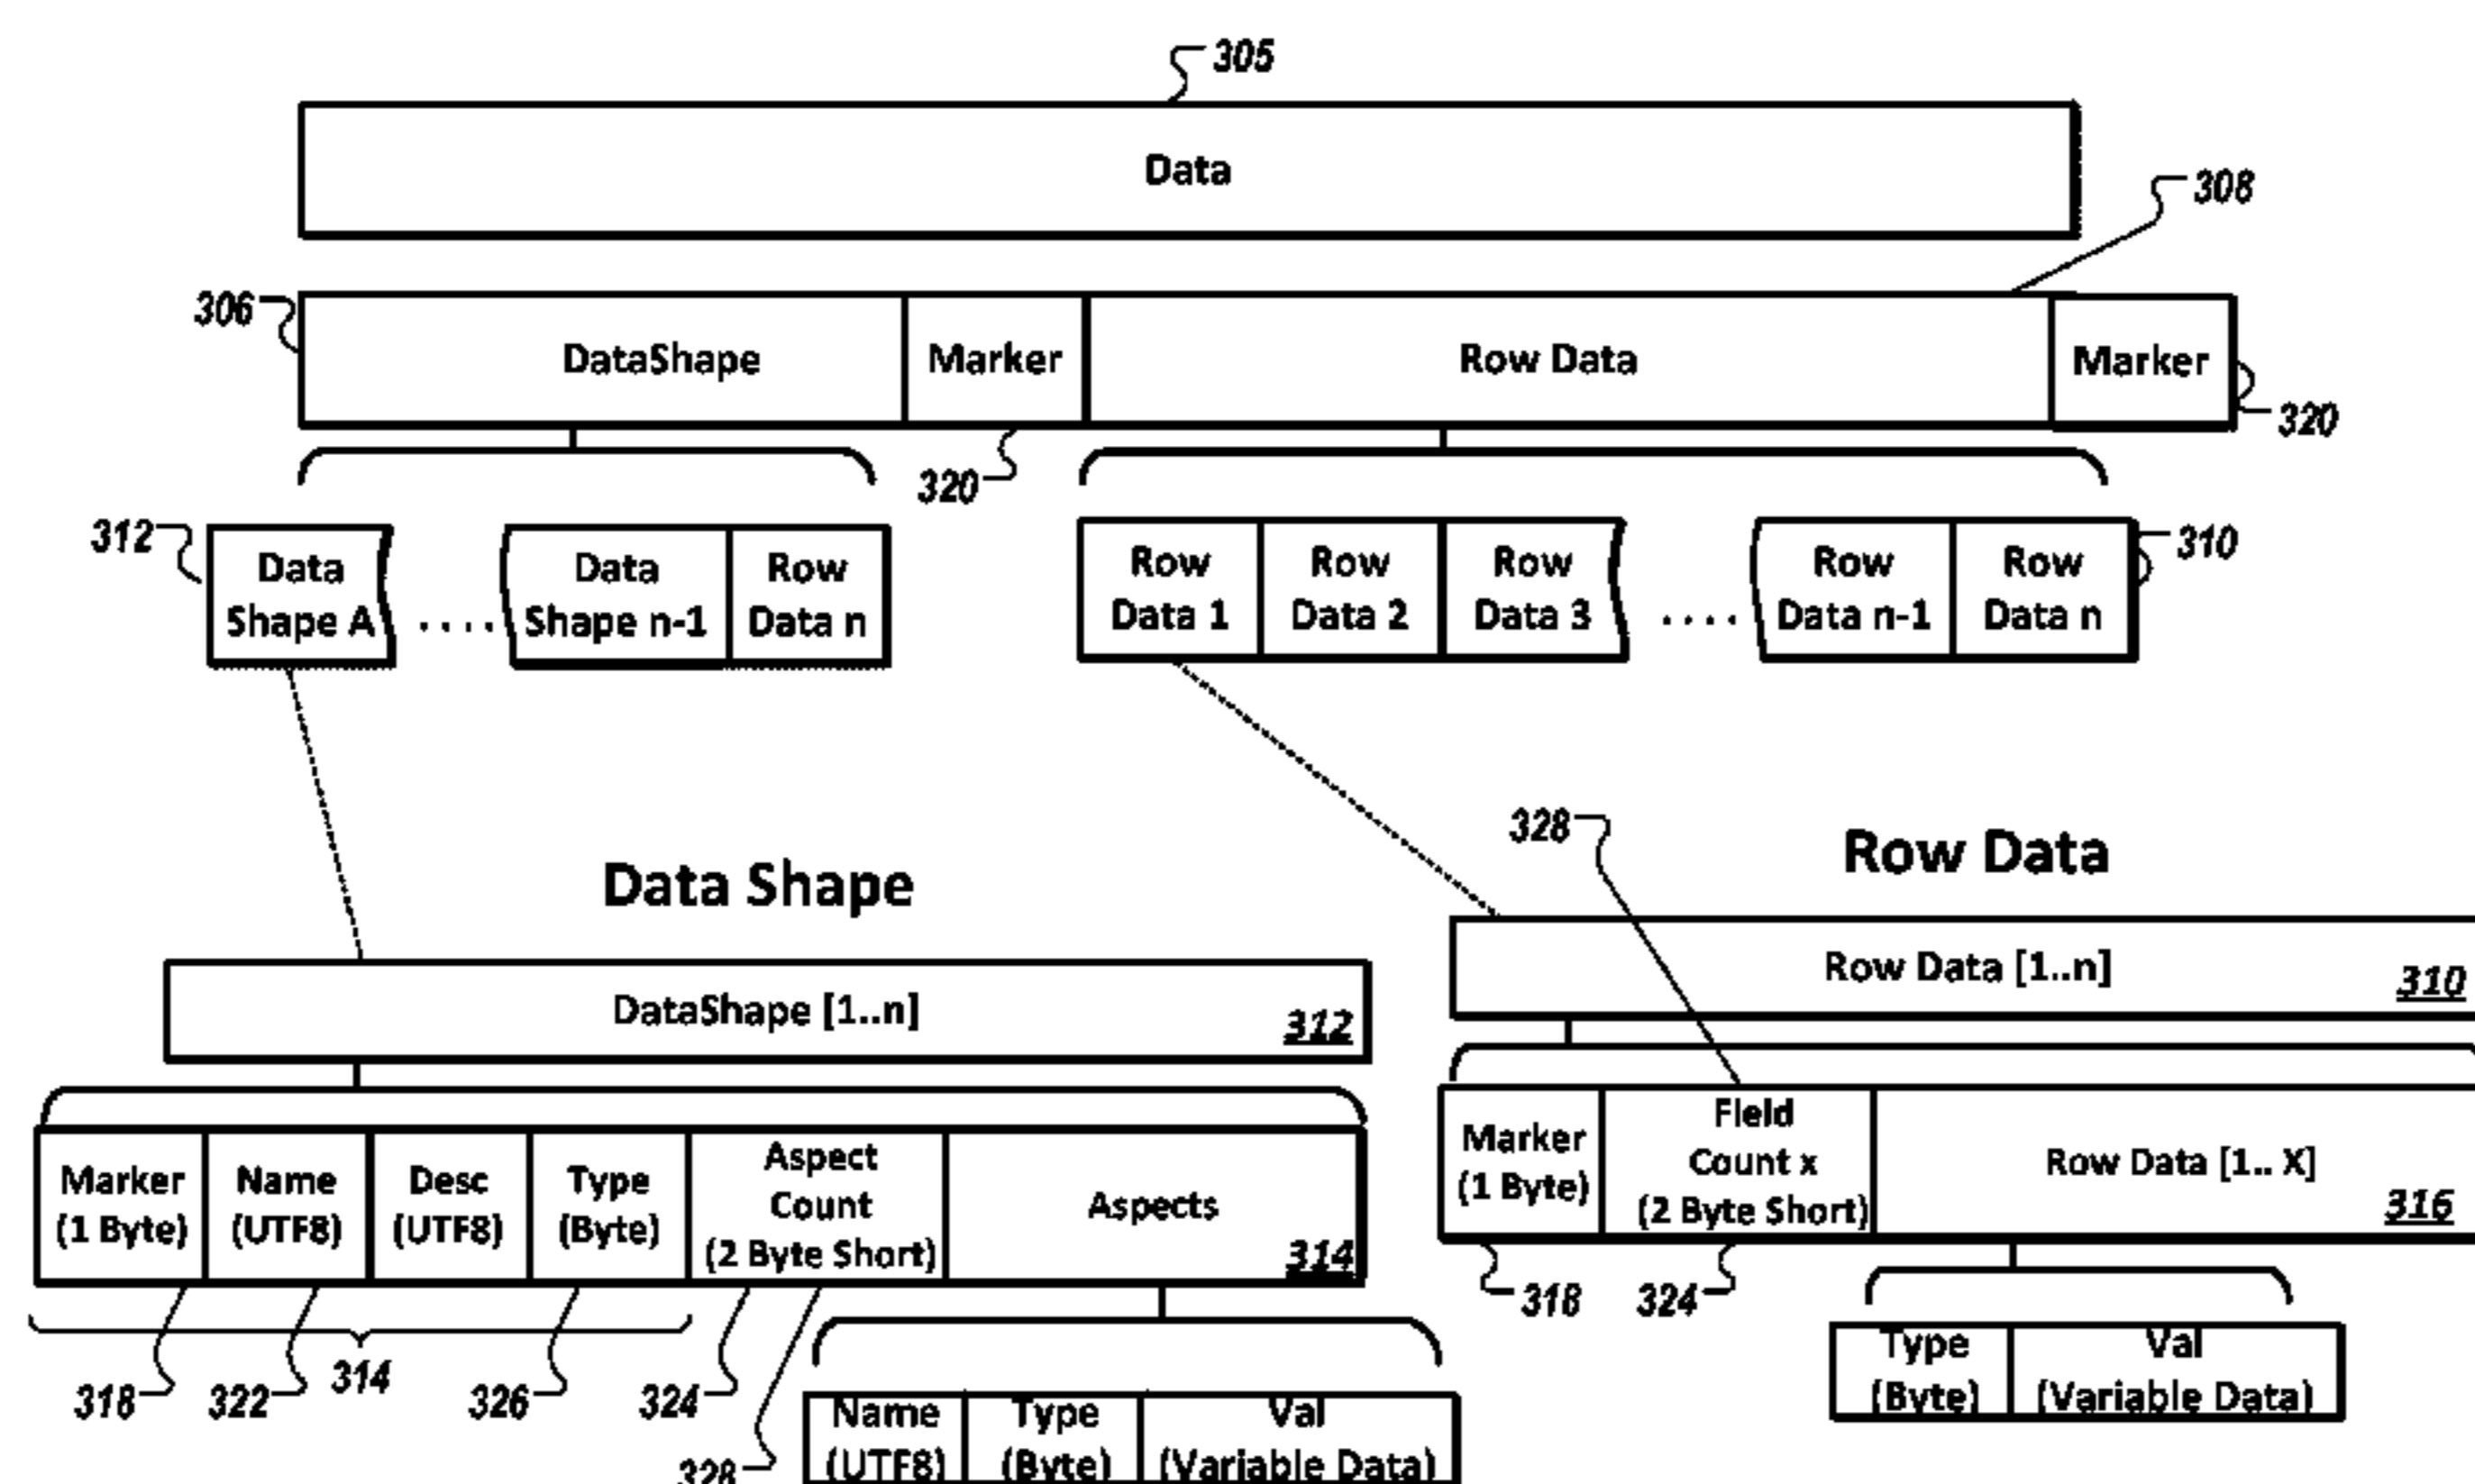 305
Data
308
306
DataShape
Marker
Row Data
Marker
320
320
312
Data
Shape A
....
Data
Shape n-1
Row
Data n
Row
Data 1
Row
Data 2
Row
Data 3
....
Row
Data n-1
Row
Data n
310
Data Shape
328
Row Data
DataShape [1..n]
312
Row Data [1..n]
310
Marker
(1 Byte)
Name
(UTF8)
Desc
(UTF8)
Type
(Byte)
Aspect
Count
(2 Byte Short)
Aspects
314
Marker
(1 Byte)
Field
Count x
(2 Byte Short)
Row Data [1.. X]
316
318
322
314
326
324
328
318
324
Name
(UTF8)
Type
(Byte)
Val
(Variable Data)
Type
(Byte)
Val
(Variable Data)